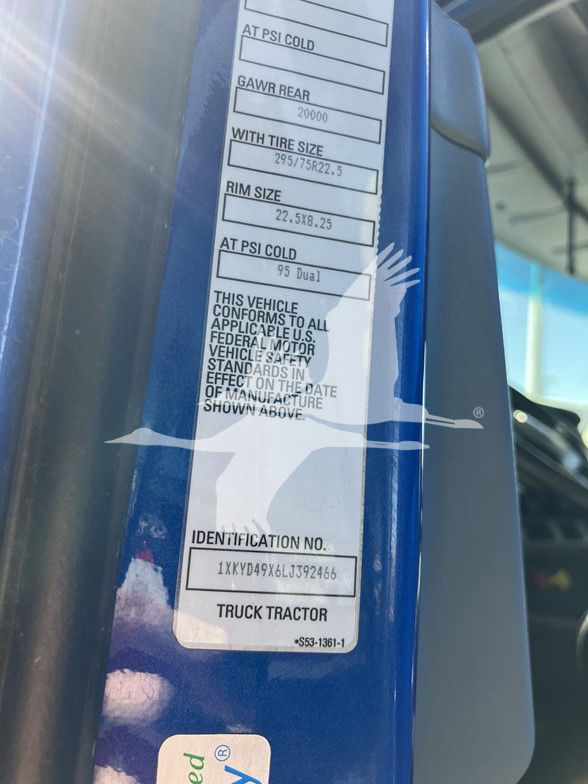 AT PSI COLD
GAWR REAR
20000
WITH TIRE SIZE
295/75R22.5
RIM SIZE
22.5X8.25
AT PSI COLD
95 Dual
THIS VEHICLE
CONFORMS TO ALL
APPLICABLE U.S.
FEDERAL MOTOR
VEHICLE SAFETY
STANDARDS IN
EFFECT ON THE DATE
OF MANUFACTURE
SHOWN ABOVE.
®
IDENTIFICATION NO.
1XKYD49X6LJ392466
TRUCK TRACTOR
*S53-1361-1
ed
y®